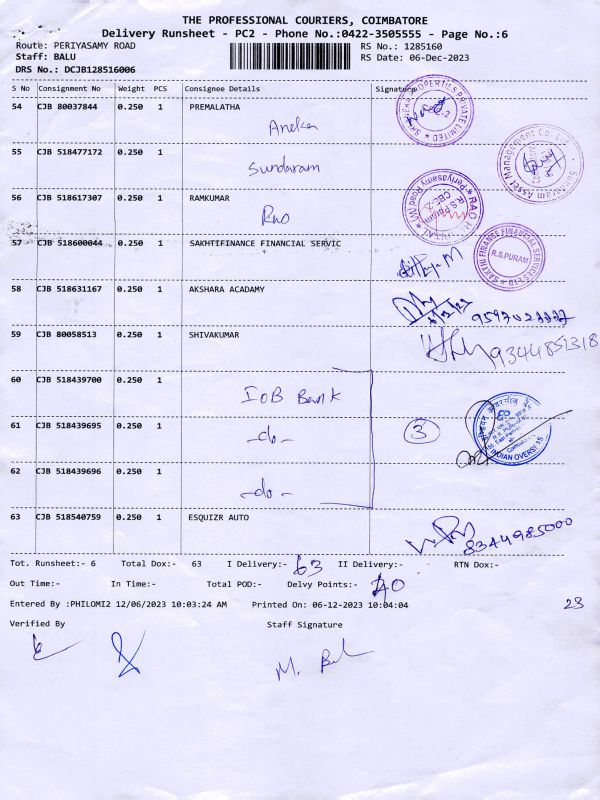 THE PROFESSIONAL COURIERS, COIMBATORE
Delivery Runsheet - PC2 - Phone No.:0422-3505555 - Page No.:6
Route: PERIYASAMY ROAD RS No.: 1285160
Staff: BALU RS Date: 06-Dec-2023
DRS No.: DCJB128516006
S No Consignment No Weight PCS Consignee Details Signature
54 CJB 80037844 0.250 1 PREMALATHA
Aneka
55 CJB 518477172 0.250 1
Sundaram
56 CJB 518617307 0.250 1 RAMKUMAR
Rao
57 CJB 518600044 0.250 1 SAKHTIFINANCE FINANCIAL SERVIC
R.S.PURAM
58 CJB 518631167 0.250 1 AKSHARA ACADAMY
59 CJB 80058513 0.250 1 SHIVAKUMAR
9344851318
60 CJB 518439700 0.250 1
IOB Bank
61 CJB 518439695 0.250 1
-do- 3
62 CJB 518439696 0.250 1
-do-
63 CJB 518540759 0.250 1 ESQUIZR AUTO
8344985000
Tot. Runsheet:- 6 Total Dox:- 63 I Delivery:- 63 II Delivery:- RTN Dox:-
Out Time:- In Time:- Total POD:- Delvy Points:-
Entered By :PHILOMI2 12/06/2023 10:03:24 AM Printed On: 06-12-2023 10:04:04
23
Verified By Staff Signature